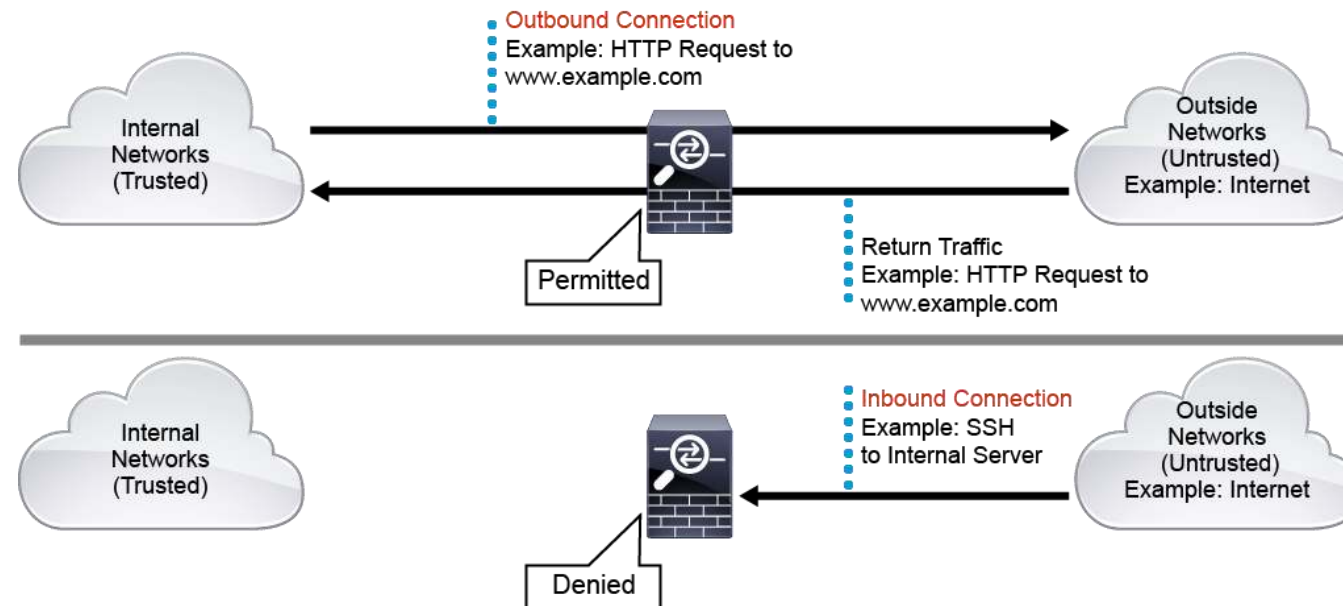 Outbound Connection
Example: HTTP Request to
www.example.com
Internal
Networks
(Trusted)
Outside
Networks
(Untrusted)
Example: Internet
Permitted
Return Traffic
Example: HTTP Request to
www.example.com
Internal
Networks
(Trusted)
Inbound Connection
Example: SSH
to Internal Server
Outside
Networks
(Untrusted)
Example: Internet
Denied